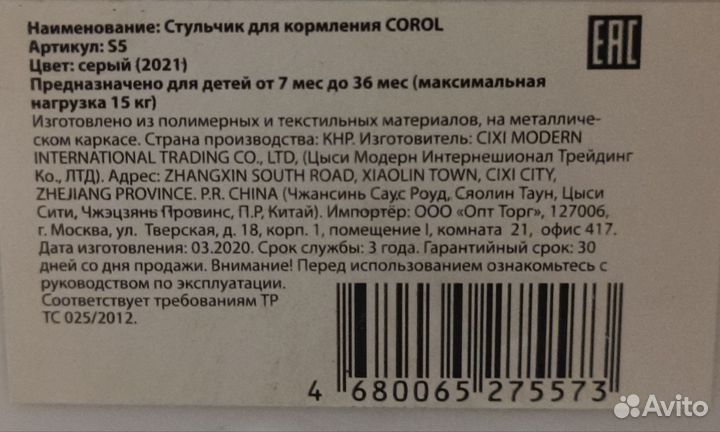 Наименование: Стульчик для кормления COROL
Артикул: S5
Цвет: серый (2021)
Предназначено для детей от 7 мес до 36 мес (максимальная
нагрузка 15 кг)
Изготовлено из полимерных и текстильных материалов, на металличе-
ском каркасе. Страна производства: КНР. Изготовитель: CIXI MODERN
INTERNATIONAL TRADING CO., LTD, (Цыси Модерн Интернешионал Трейдинг
Ко., ЛТД). Адрес: ZHANGXIN SOUTH ROAD, XIAOLIN TOWN, CIXI CITY,
ZHEJIANG PROVINCE. P.R. CHINA (Чжансинь Саус Роуд, Сяолин Таун, Цыси
Сити, Чжэцзянь Провинс, П.Р, Китай). Импортёр: ООО «Опт Торг», 127006,
г. Москва, ул. Тверская, д. 18, корп. 1, помещение I, комната 21, офис 417.
Дата изготовления: 03.2020. Срок службы: 3 года. Гарантийный срок: 30
дней со дня продажи. Внимание! Перед использованием ознакомьтесь с
руководством по эксплуатации.
Соответствует требованиям ТР
ТС 025/2012.
EAC
4 680065 275573
Avito